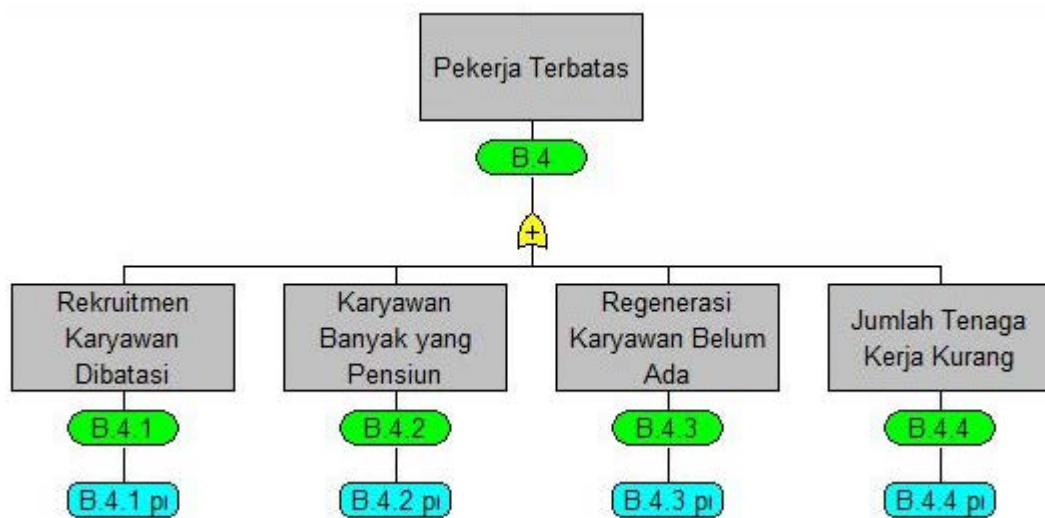 Pekerja Terbatas
B.4
+
Rekruitmen
Karyawan
Dibatasi
Karyawan
Banyak yang
Pensiun
Regenerasi
Karyawan Belum
Ada
Jumlah Tenaga
Kerja Kurang
B.4.1
B.4.2
B.4.3
B.4.4
B.4.1 pi
B.4.2 pi
B.4.3 pi
B.4.4 pi